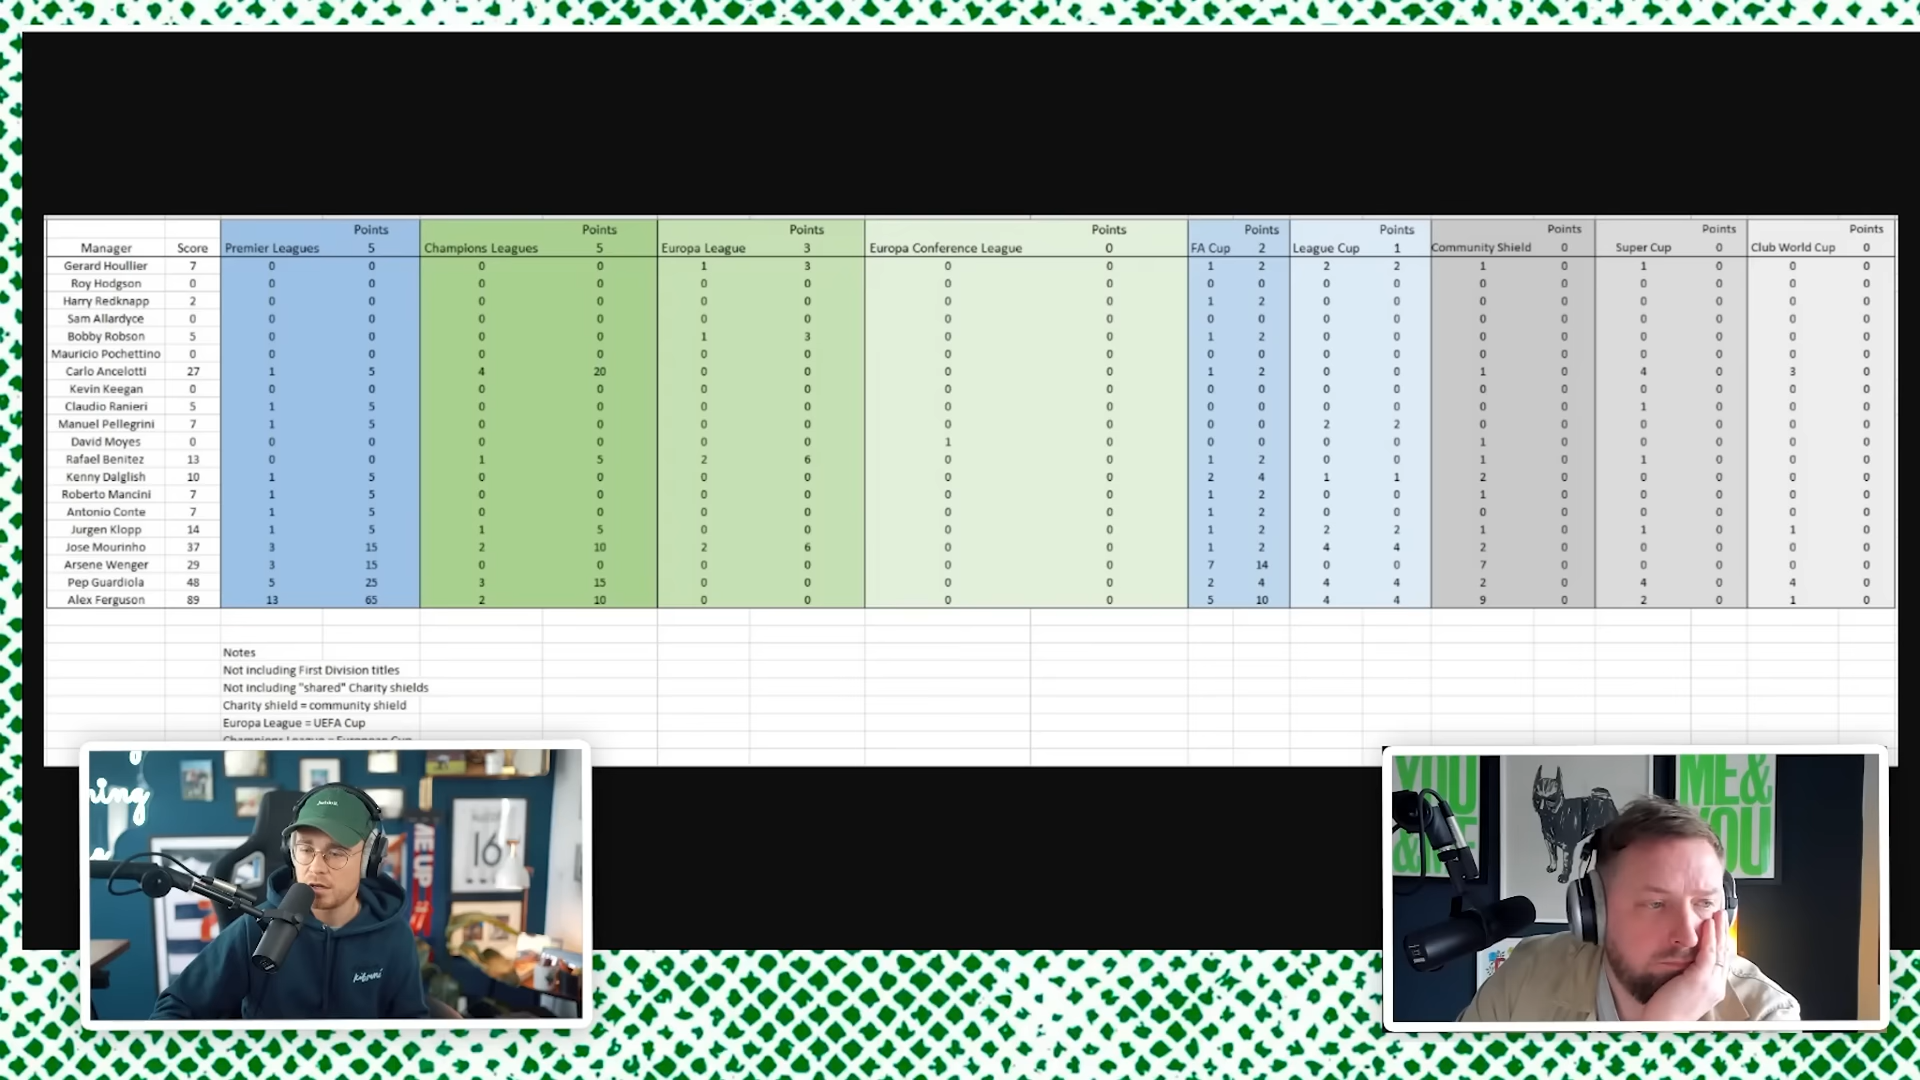 Points Points Points Points Points Points Points Points Points
Manager Score Premier Leagues 5 Champions Leagues 5 Europa League 3 Europa Conference League 0 FA Cup 2 League Cup 1 Community Shield 0 Super Cup 0 Club World Cup 0
Gerard Houllier 7 0 0 0 0 1 3 0 0 1 2 2 2 1 0 1 0 0 0
Roy Hodgson 0 0 0 0 0 0 0 0 0 0 0 0 0 0 0 0 0 0 0
Harry Redknapp 2 0 0 0 0 0 0 0 0 1 2 0 0 0 0 0 0 0 0
Sam Allardyce 0 0 0 0 0 0 0 0 0 0 0 0 0 0 0 0 0 0 0
Bobby Robson 5 0 0 0 0 1 3 0 0 1 2 0 0 0 0 0 0 0 0
Mauricio Pochettino 0 0 0 0 0 0 0 0 0 0 0 0 0 0 0 0 0 0 0
Carlo Ancelotti 27 1 5 4 20 0 0 0 0 1 2 0 0 1 0 4 0 3 0
Kevin Keegan 0 0 0 0 0 0 0 0 0 0 0 0 0 0 0 0 0 0 0
Claudio Ranieri 5 1 5 0 0 0 0 0 0 0 0 0 0 0 0 1 0 0 0
Manuel Pellegrini 7 1 5 0 0 0 0 0 0 0 0 2 2 0 0 0 0 0 0
David Moyes 0 0 0 0 0 0 0 1 0 0 0 0 0 1 0 0 0 0 0
Rafael Benitez 13 0 0 1 5 2 6 0 0 1 2 0 0 1 0 1 0 0 0
Kenny Dalglish 10 1 5 0 0 0 0 0 0 2 4 1 1 2 0 0 0 0 0
Roberto Mancini 7 1 5 0 0 0 0 0 0 1 2 0 0 1 0 0 0 0 0
Antonio Conte 7 1 5 0 0 0 0 0 0 1 2 0 0 0 0 0 0 0 0
Jurgen Klopp 14 1 5 1 5 0 0 0 0 1 2 2 2 1 0 1 0 1 0
Jose Mourinho 37 3 15 2 10 2 6 0 0 1 2 4 4 2 0 0 0 0 0
Arsene Wenger 29 3 15 0 0 0 0 0 0 7 14 0 0 7 0 0 0 0 0
Pep Guardiola 48 5 25 3 15 0 0 0 0 2 4 4 4 2 0 4 0 4 0
Alex Ferguson 89 13 65 2 10 0 0 0 0 5 10 4 4 9 0 2 0 1 0
Notes
Not including First Division titles
Not including "shared" Charity shields
Charity shield = community shield
Europa League = UEFA Cup
Champions League = European Cup
16
YOU
& ME
ME&
YOU